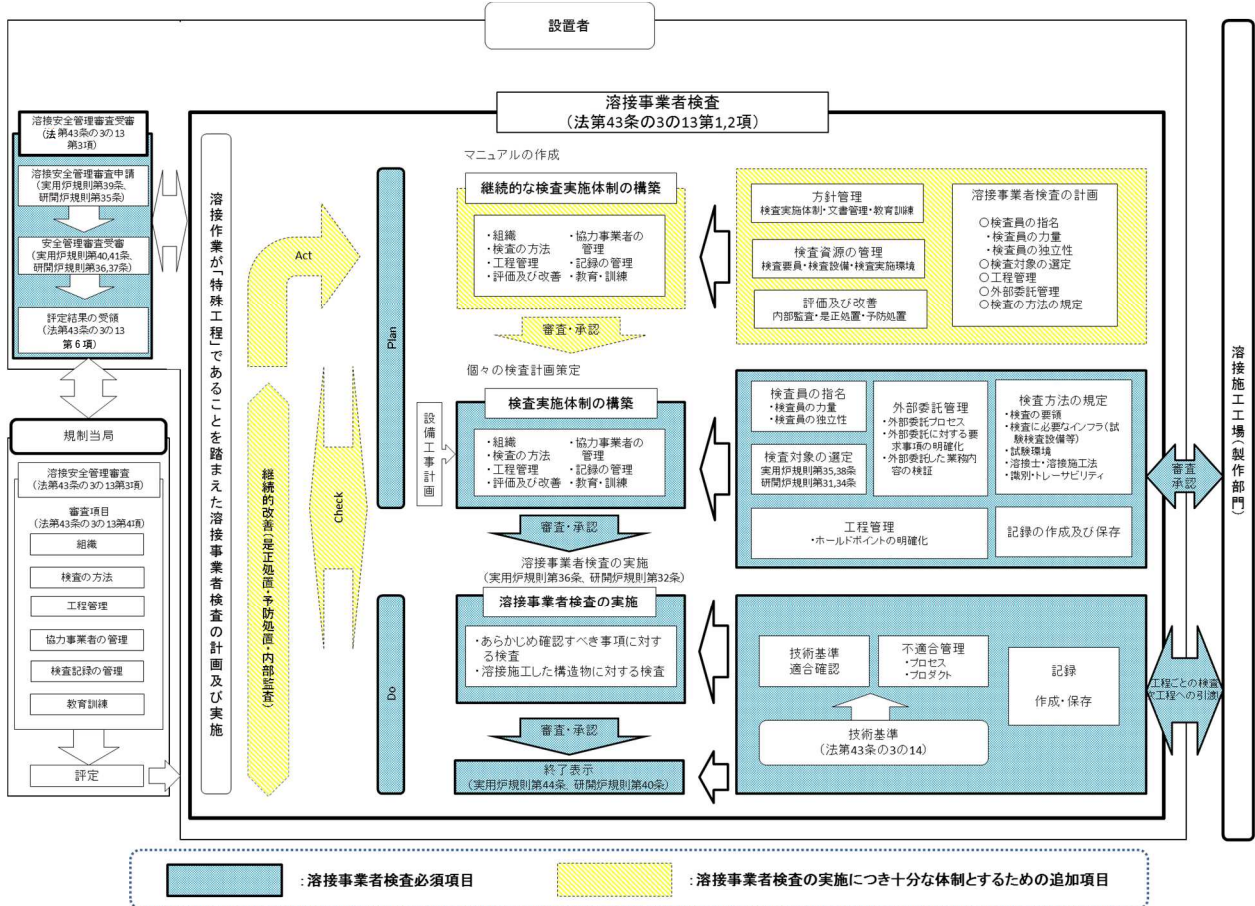 設置者
溶接安全管理審査受審
(法第43条の3の13
第3項)
溶接安全管理審査申請
(実用炉規則第39条、
研開炉規則第35条)
安全管理審査受審
(実用炉規則第40,41条、
研開炉規則第36,37条)
評定結果の受領
(法第43条の3の13
第6項)
規制当局
溶接安全管理審査
(法第43条の3の13第3項)
審査項目
(法第43条の3の13第4項)
組織
検査の方法
工程管理
協力事業者の管理
検査記録の管理
教育訓練
評定
溶接作業が「特殊工程」であることを踏まえた溶接事業者検査の計画及び実施
溶接事業者検査
(法第43条の3の13第1,2項)
Act
継続的改善(是正処置・予防処置・内部監査)
Check
Plan
Do
マニュアルの作成
継続的な検査実施体制の構築
・組織
・検査の方法
・工程管理
・評価及び改善
・協力事業者の
管理
・記録の管理
・教育・訓練
審査・承認
方針管理
検査実施体制・文書管理・教育訓練
検査資源の管理
検査要員・検査設備・検査実施環境
評価及び改善
内部監査・是正処置・予防処置
溶接事業者検査の計画
○検査員の指名
・検査員の力量
・検査員の独立性
○検査対象の選定
○工程管理
○外部委託管理
○検査の方法の規定
個々の検査計画策定
設備工事計画
検査実施体制の構築
・組織
・検査の方法
・工程管理
・評価及び改善
・協力事業者の
管理
・記録の管理
・教育・訓練
審査・承認
検査員の指名
・検査員の力量
・検査員の独立性
検査対象の選定
実用炉規則第35,38条
研開炉規則第31,34条
外部委託管理
・外部委託プロセス
・外部委託に対する要
求事項の明確化
・外部委託した業務内
容の検証
検査方法の規定
・検査の要領
・検査に必要なインフラ(試
験検査設備等)
・試験環境
・溶接士・溶接施工法
・識別・トレーサビリティ
工程管理
・ホールドポイントの明確化
記録の作成及び保存
溶接事業者検査の実施
(実用炉規則第36条、研開炉規則第32条)
溶接事業者検査の実施
・あらかじめ確認すべき事項に対す
る検査
・溶接施工した構造物に対する検査
審査・承認
終了表示
(実用炉規則第44条、研開炉規則第40条)
技術基準
適合確認
不適合管理
・プロセス
・プロダクト
記録
作成・保存
技術基準
(法第43条の3の14)
審査
承認
工程ごとの検査
次工程への引渡し
溶接施工工場(製作部門)
:溶接事業者検査必須項目
:溶接事業者検査の実施につき十分な体制とするための追加項目